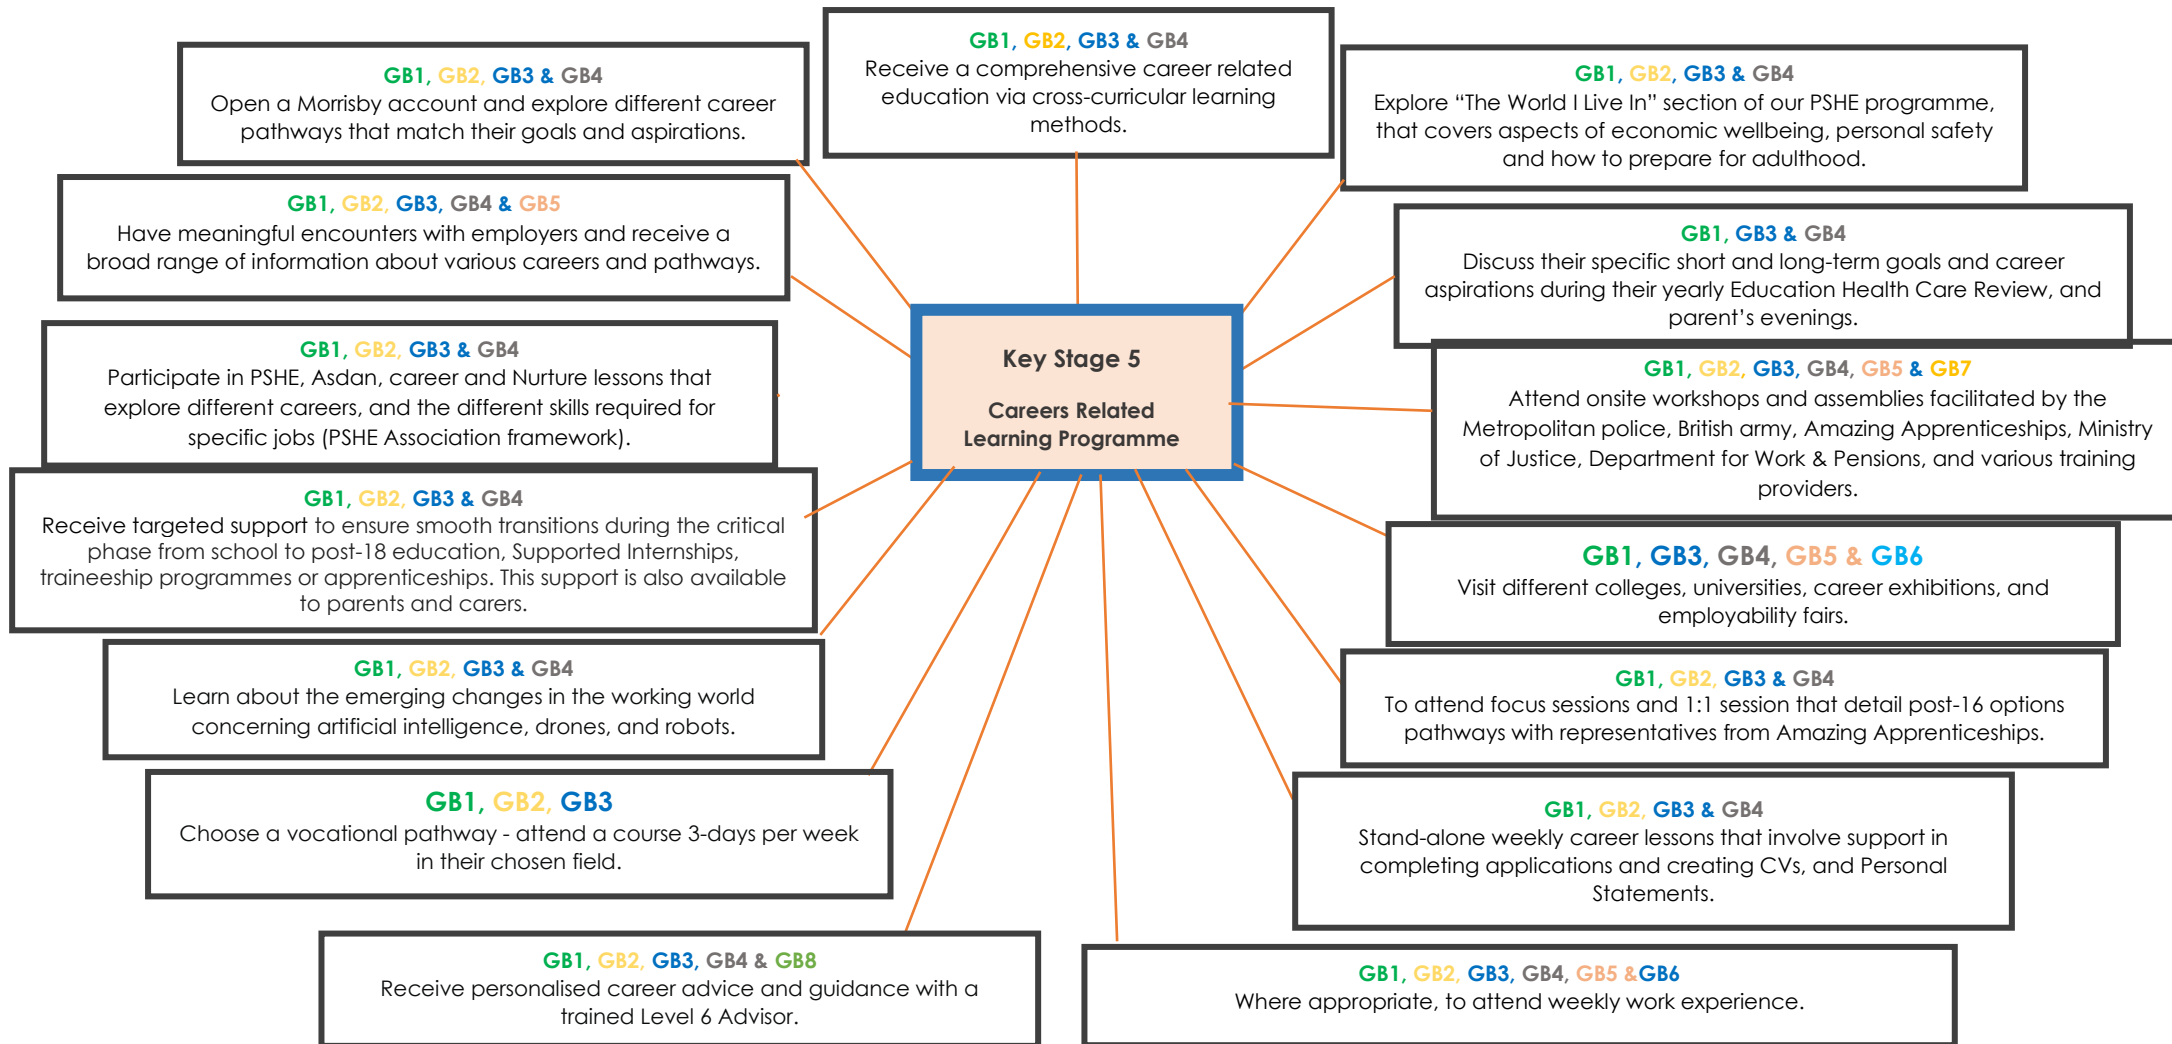 GB1, GB2, GB3 & GB4
Receive a comprehensive career related
education via cross-curricular learning
methods.
GB1, GB2, GB3 & GB4
Open a Morrisby account and explore different career
pathways that match their goals and aspirations.
GB1, GB2, GB3 & GB4
Explore “The World I Live In” section of our PSHE programme,
that covers aspects of economic wellbeing, personal safety
and how to prepare for adulthood.
GB1, GB2, GB3, GB4 & GB5
Have meaningful encounters with employers and receive a
broad range of information about various careers and pathways.
GB1, GB3 & GB4
Discuss their specific short and long-term goals and career
aspirations during their yearly Education Health Care Review, and
parent’s evenings.
Key Stage 5
Careers Related
Learning Programme
GB1, GB2, GB3 & GB4
Participate in PSHE, Asdan, career and Nurture lessons that
explore different careers, and the different skills required for
specific jobs (PSHE Association framework).
GB1, GB2, GB3, GB4, GB5 & GB7
Attend onsite workshops and assemblies facilitated by the
Metropolitan police, British army, Amazing Apprenticeships, Ministry
of Justice, Department for Work & Pensions, and various training
providers.
GB1, GB2, GB3 & GB4
Receive targeted support to ensure smooth transitions during the critical
phase from school to post-18 education, Supported Internships,
traineeship programmes or apprenticeships. This support is also available
to parents and carers.
GB1, GB3, GB4, GB5 & GB6
Visit different colleges, universities, career exhibitions, and
employability fairs.
GB1, GB2, GB3 & GB4
Learn about the emerging changes in the working world
concerning artificial intelligence, drones, and robots.
GB1, GB2, GB3 & GB4
To attend focus sessions and 1:1 session that detail post-16 options
pathways with representatives from Amazing Apprenticeships.
GB1, GB2, GB3
Choose a vocational pathway - attend a course 3-days per week
in their chosen field.
GB1, GB2, GB3 & GB4
Stand-alone weekly career lessons that involve support in
completing applications and creating CVs, and Personal
Statements.
GB1, GB2, GB3, GB4 & GB8
Receive personalised career advice and guidance with a
trained Level 6 Advisor.
GB1, GB2, GB3, GB4, GB5 &GB6
Where appropriate, to attend weekly work experience.